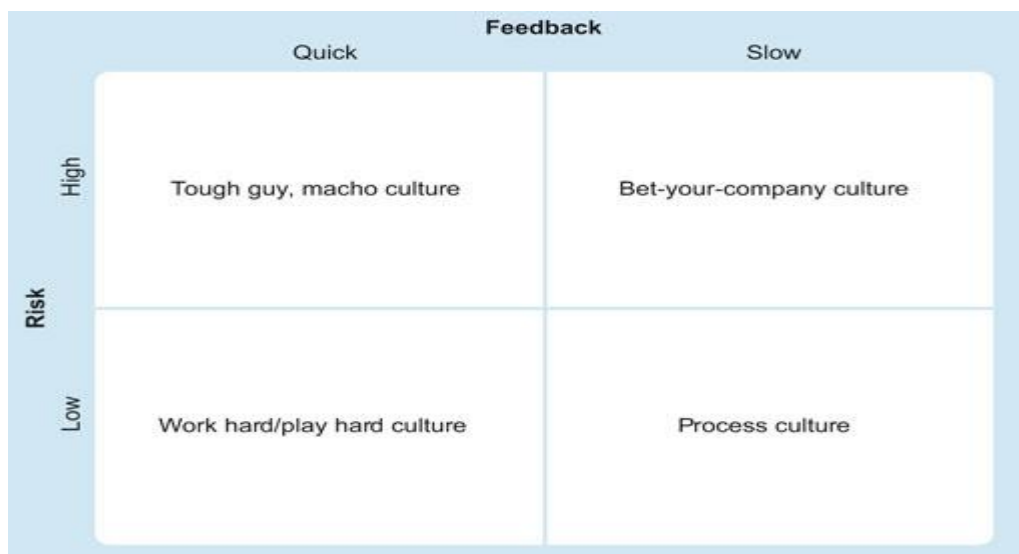 Feedback
Quick Slow
High
Tough guy, macho culture Bet-your-company culture
Risk
Low
Work hard/play hard culture Process culture